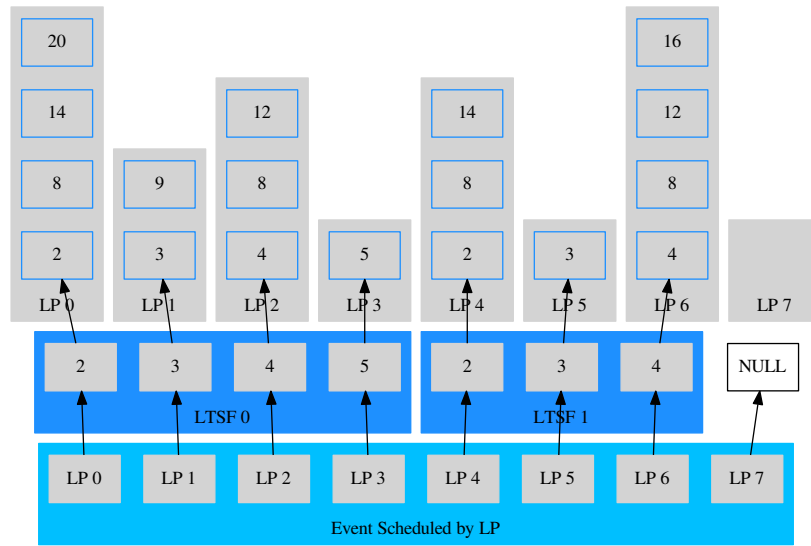 20 16
14 12 14 12
8 9 8 8 8
2 3 4 5 2 3 4
LP 0 LP 1 LP 2 LP 3 LP 4 LP 5 LP 6 LP 7
2 3 4 5 2 3 4 NULL
LTSF 0 LTSF 1
LP 0 LP 1 LP 2 LP 3 LP 4 LP 5 LP 6 LP 7
Event Scheduled by LP